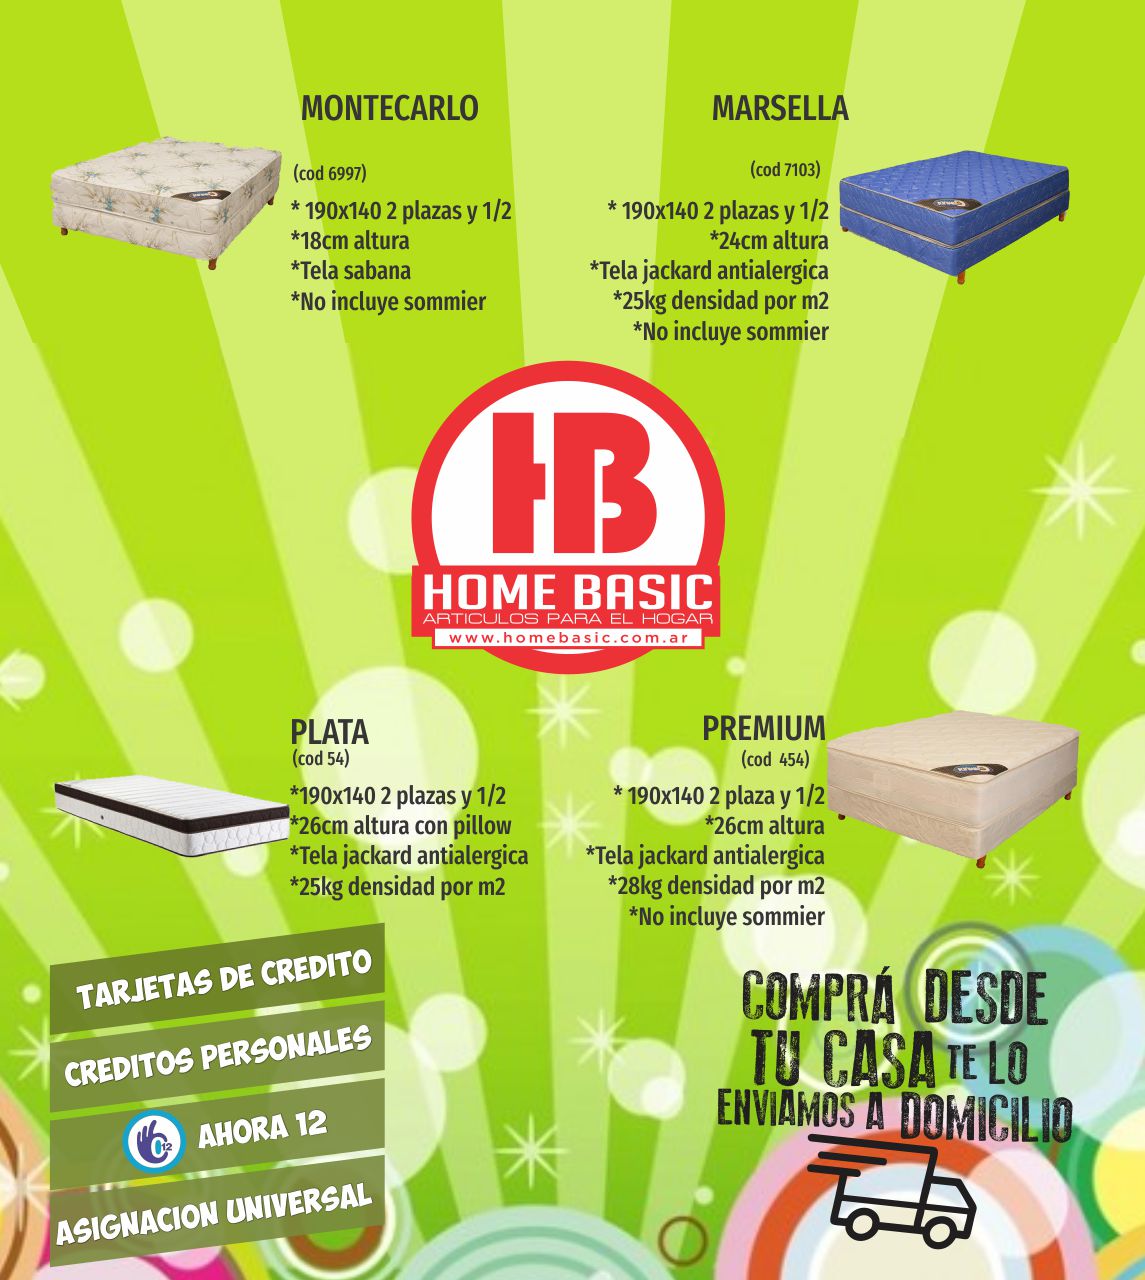 MONTECARLO
(cod 6997)
* 190x140 2 plazas y 1/2
*18cm altura
*Tela sabana
*No incluye sommier
MARSELLA
(cod 7103)
* 190x140 2 plazas y 1/2
*24cm altura
*Tela jackard antialergica
*25kg densidad por m2
*No incluye sommier
HB
HOME BASIC
ARTICULOS PARA EL HOGAR
www.homebasic.com.ar
PLATA
(cod 54)
*190x140 2 plazas y 1/2
*26cm altura con pillow
*Tela jackard antialergica
*25kg densidad por m2
PREMIUM
(cod 454)
* 190x140 2 plaza y 1/2
*26cm altura
*Tela jackard antialergica
*28kg densidad por m2
*No incluye sommier
TARJETAS DE CREDITO
CREDITOS PERSONALES
12 AHORA 12
ASIGNACION UNIVERSAL
COMPRÁ DESDE
TU CASA TE LO
ENVIAMOS A DOMICILIO